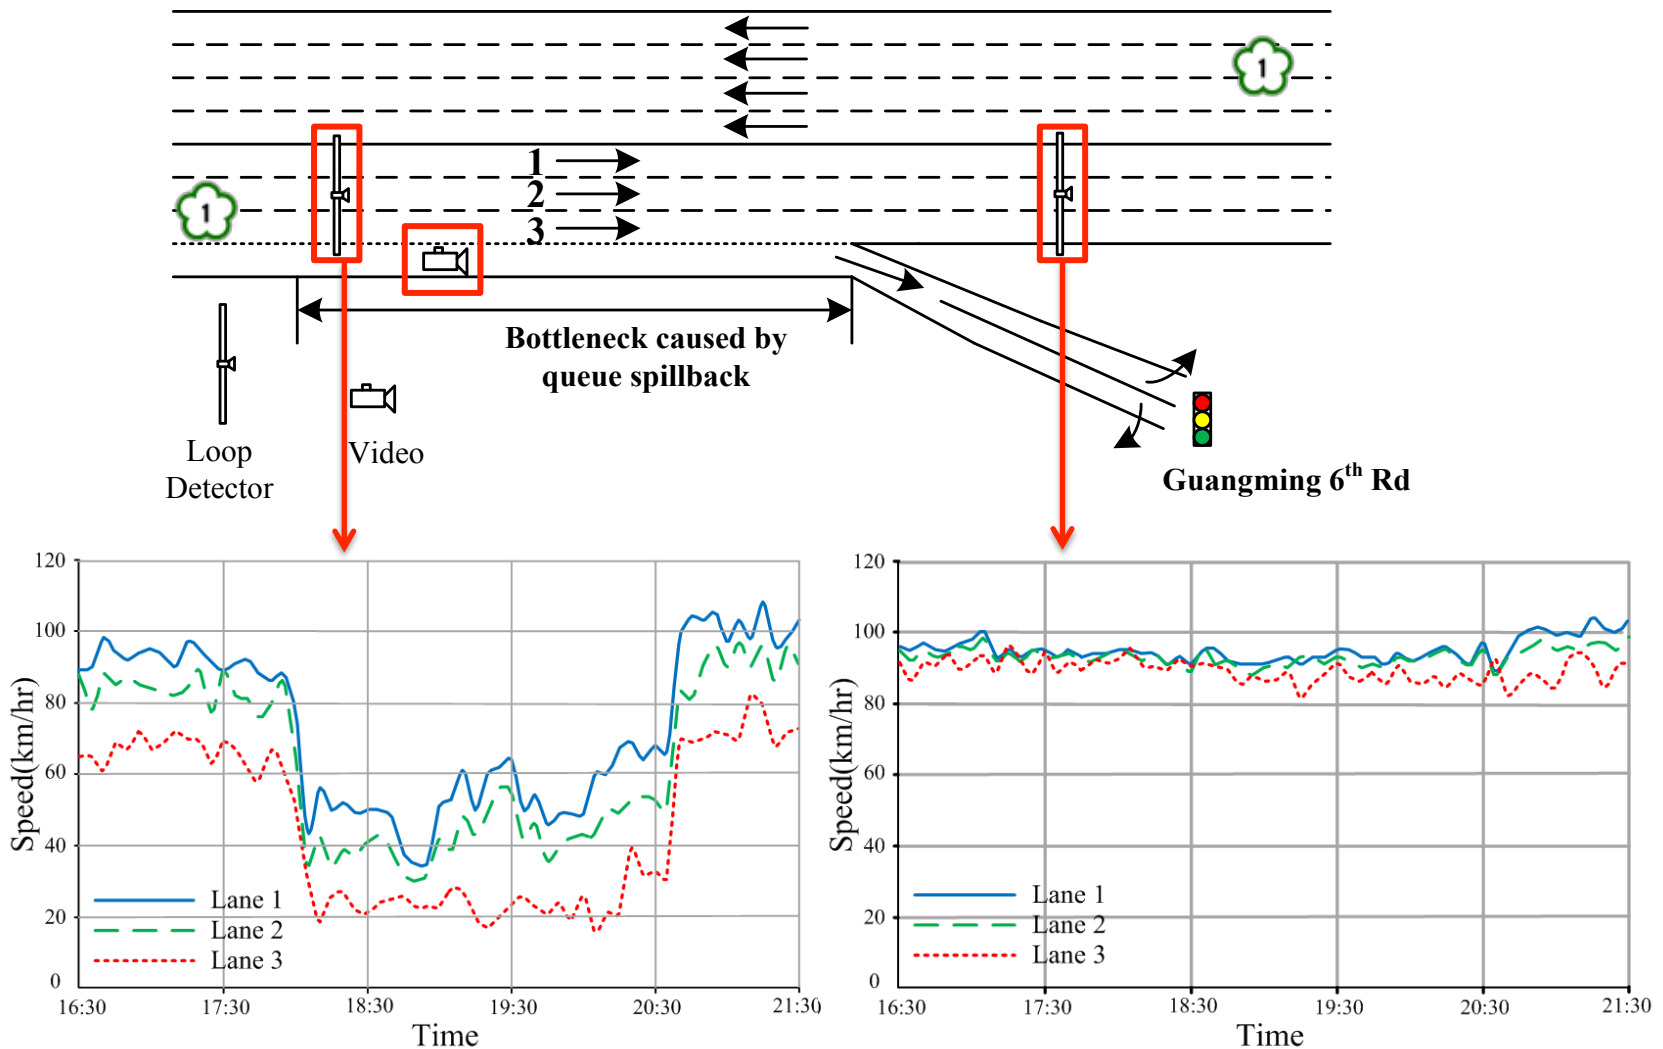 1
1
1
2
3
Bottleneck caused by
queue spillback
Loop
Detector
Video
Guangming 6th Rd
120
100
80
60
40
20
0
Speed(km/hr)
Lane 1
Lane 2
Lane 3
16:30
17:30
18:30
19:30
20:30
21:30
Time
120
100
80
60
40
20
0
Speed(km/hr)
Lane 1
Lane 2
Lane 3
16:30
17:30
18:30
19:30
20:30
21:30
Time